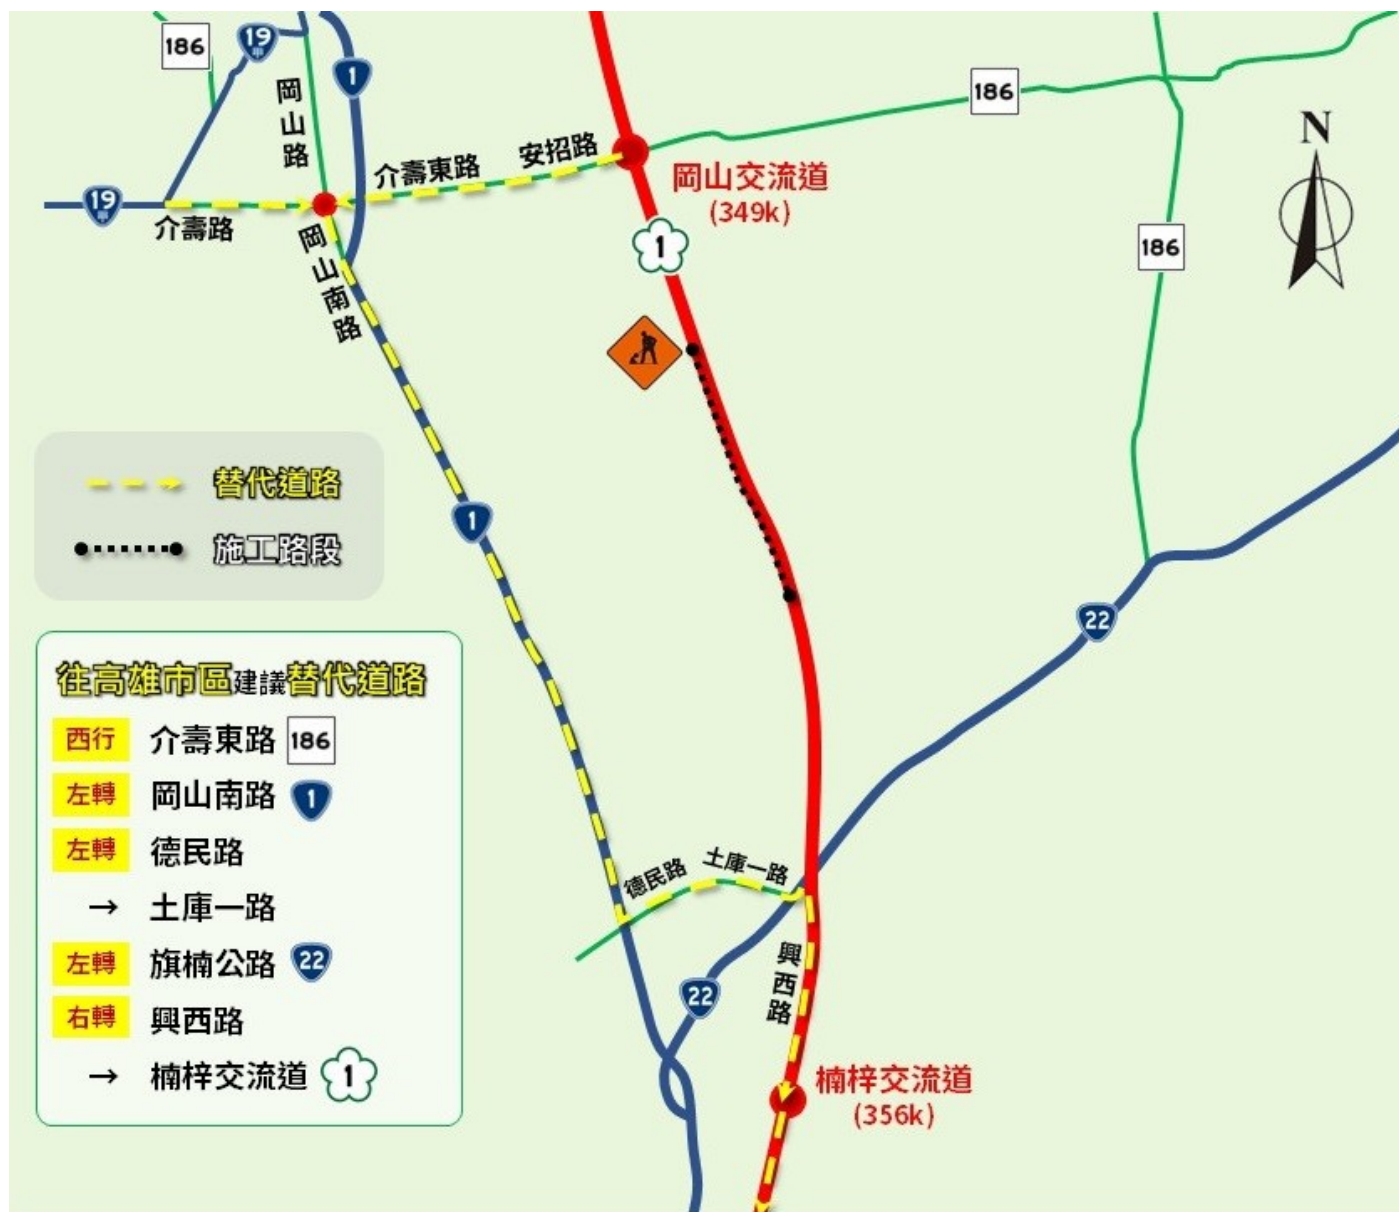 186
19
甲
1
岡山路
186
N
安招路
介壽東路
岡山交流道
(349k)
19
甲
介壽路
岡山南路
1
186
替代道路
1
施工路段
22
往高雄市區建議替代道路
西行 介壽東路 186
左轉 岡山南路 1
左轉 德民路
→ 土庫一路
左轉 旗楠公路 22
右轉 興西路
→ 楠梓交流道 1
德民路
土庫一路
興西路
22
楠梓交流道
(356k)